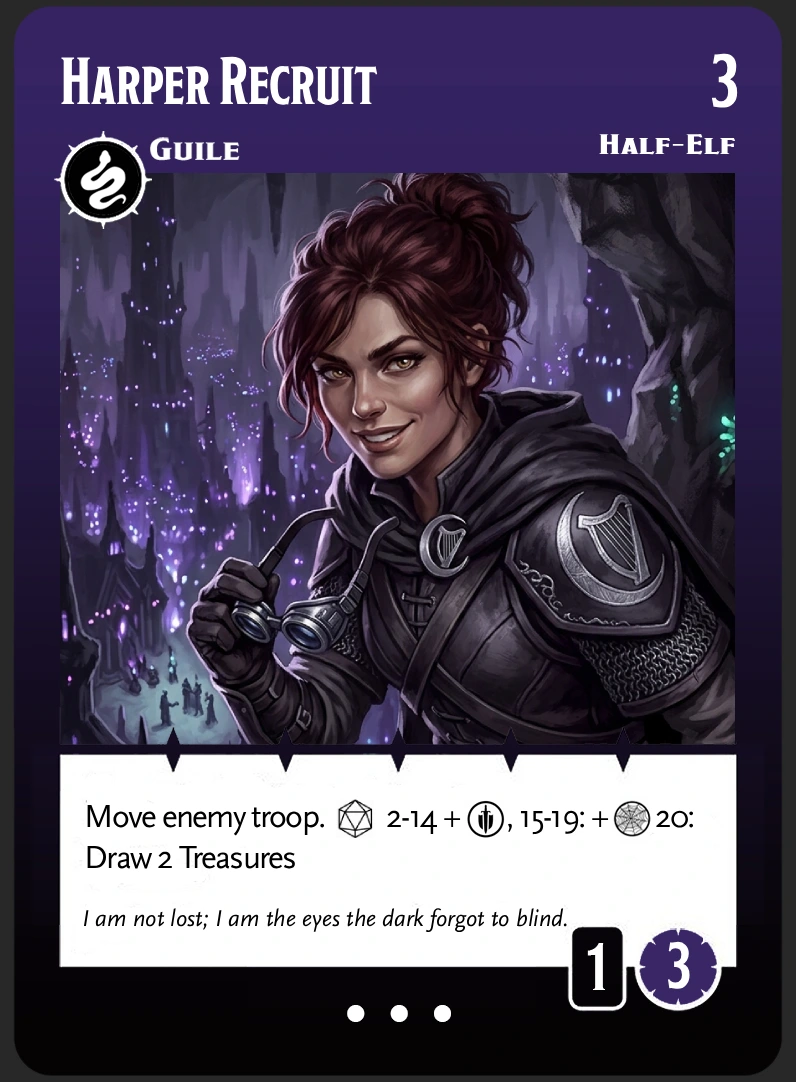 Harper Recruit 3
Guile Half-Elf
Move enemy troop. 2-14 + , 15-19: + 20:
Draw 2 Treasures
I am not lost; I am the eyes the dark forgot to blind.
1 3